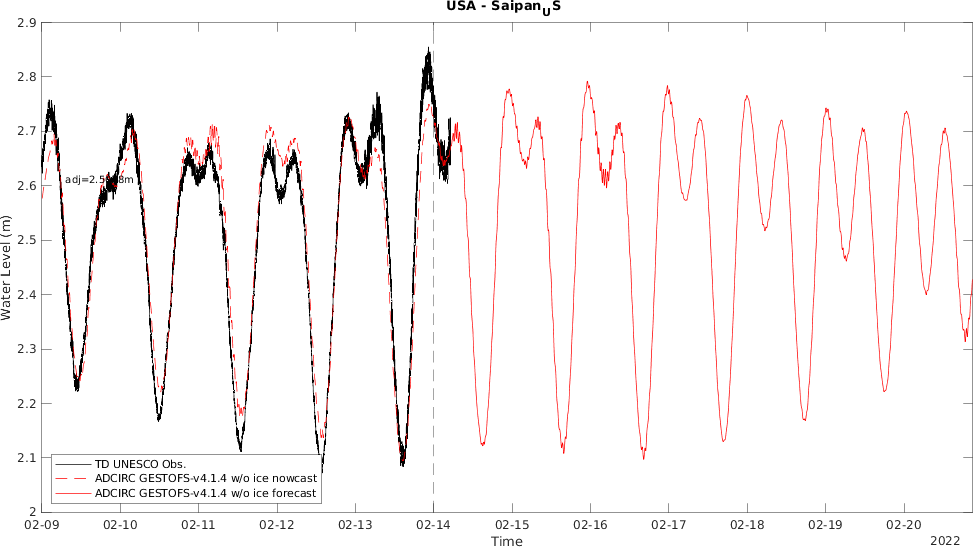 USA - Saipan_US
2.9
2.8
2.7
2.6
2.5
2.4
2.3
2.2
2.1
2
Water Level (m)
TD UNESCO Obs.
ADCIRC GESTOFS-v4.1.4 w/o ice nowcast
ADCIRC GESTOFS-v4.1.4 w/o ice forecast
02-09 02-10 02-11 02-12 02-13 02-14 02-15 02-16 02-17 02-18 02-19 02-20
Time
2022